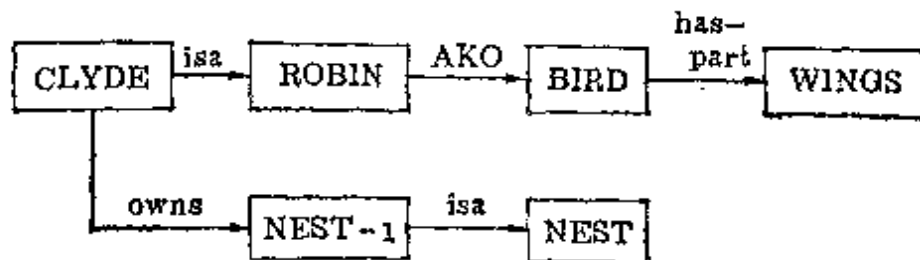 has-
isa AKO part
CLYDE ROBIN BIRD WINGS
owns isa
NEST-1 NEST